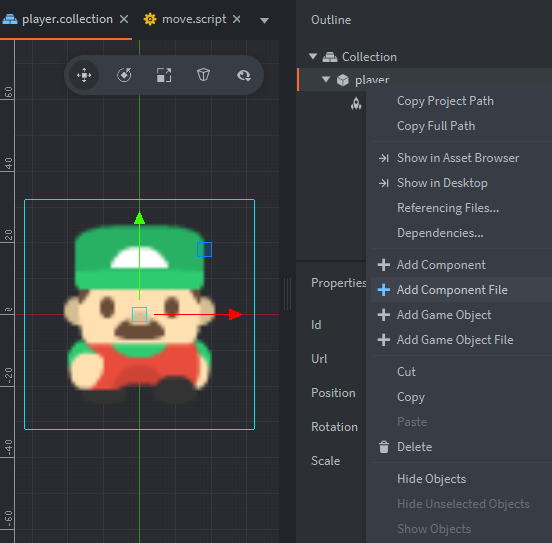 player.collection
move.script
Outline
Collection
player
Copy Project Path
Copy Full Path
Show in Asset Browser
Show in Desktop
Referencing Files...
Dependencies...
Add Component
Add Component File
Add Game Object
Add Game Object File
Cut
Copy
Paste
Delete
Hide Objects
Hide Unselected Objects
Show Objects
Properties
Id
Url
Position
Rotation
Scale
60
40
20
0
-20
-40
-60